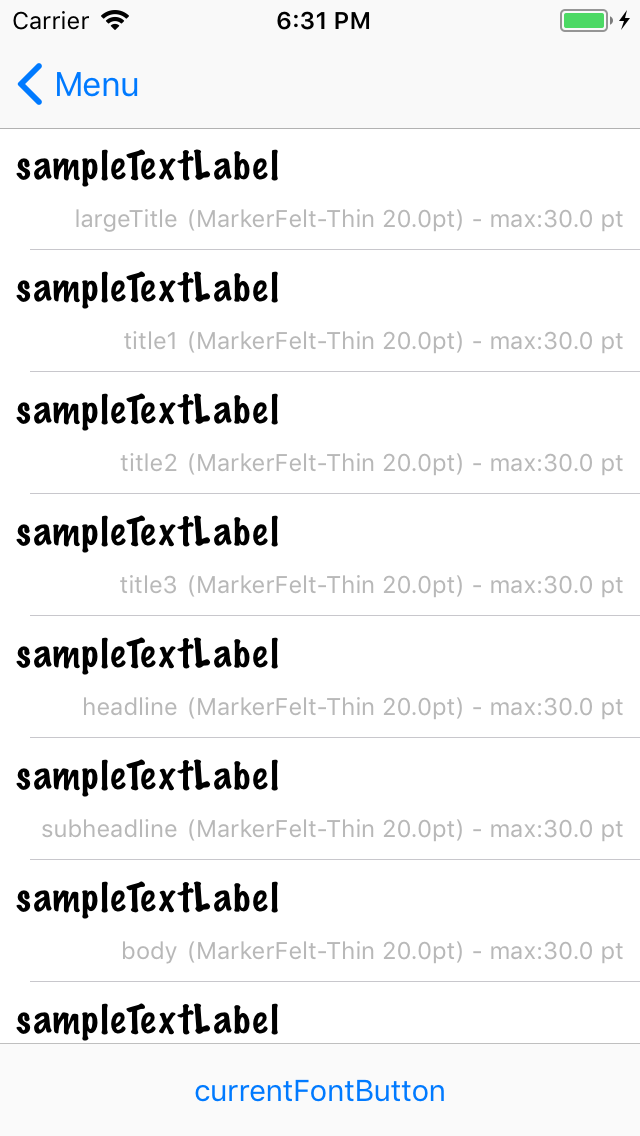 Carrier 6:31 PM
Menu
sampleTextLabel
largeTitle (MarkerFelt-Thin 20.0pt) - max:30.0 pt
sampleTextLabel
title1 (MarkerFelt-Thin 20.0pt) - max:30.0 pt
sampleTextLabel
title2 (MarkerFelt-Thin 20.0pt) - max:30.0 pt
sampleTextLabel
title3 (MarkerFelt-Thin 20.0pt) - max:30.0 pt
sampleTextLabel
headline (MarkerFelt-Thin 20.0pt) - max:30.0 pt
sampleTextLabel
subheadline (MarkerFelt-Thin 20.0pt) - max:30.0 pt
sampleTextLabel
body (MarkerFelt-Thin 20.0pt) - max:30.0 pt
sampleTextLabel
currentFontButton